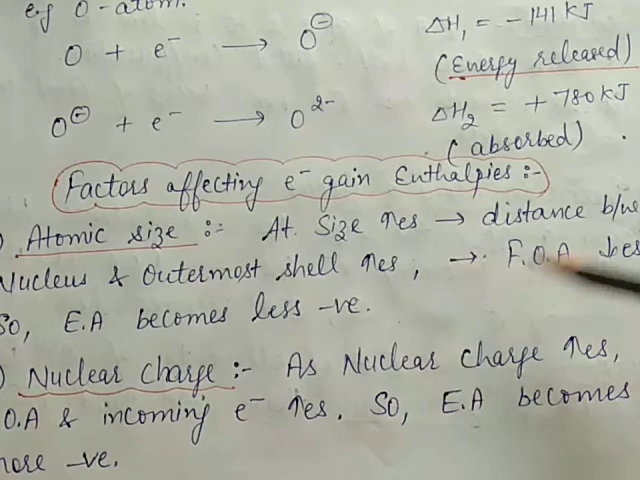 e.g O-atom.
O + e⁻ ⟶ O⊖ ΔH₁ = −141 KJ
(Energy released)
O⊖ + e⁻ ⟶ O²⁻ ΔH₂ = +780 KJ
(absorbed).
Factors affecting e⁻ gain Enthalpies :-
) Atomic size :- At. Size ↑es → distance b/w
Nucleus & Outermost shell ↑es, → F.O.A ↓es
So, E.A becomes less -ve.
) Nuclear Charge :- As Nuclear charge ↑es,
O.A & incoming e⁻ ↑es. So, E.A becomes
more -ve.